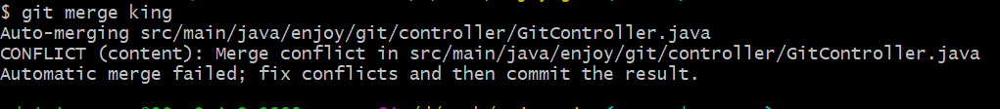 $ git merge king
Auto-merging src/main/java/enjoy/git/controller/GitController.java
CONFLICT (content): Merge conflict in src/main/java/enjoy/git/controller/GitController.java
Automatic merge failed; fix conflicts and then commit the result.